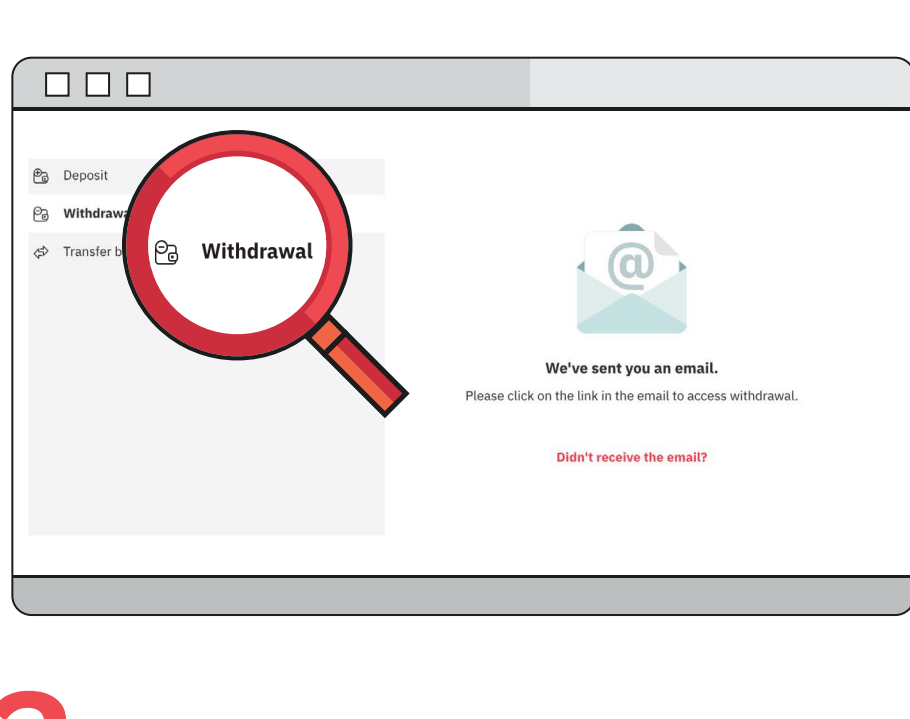 Deposit
Withdrawal
Transfer
Withdrawal
@
We've sent you an email.
Please click on the link in the email to access withdrawal.
Didn't receive the email?